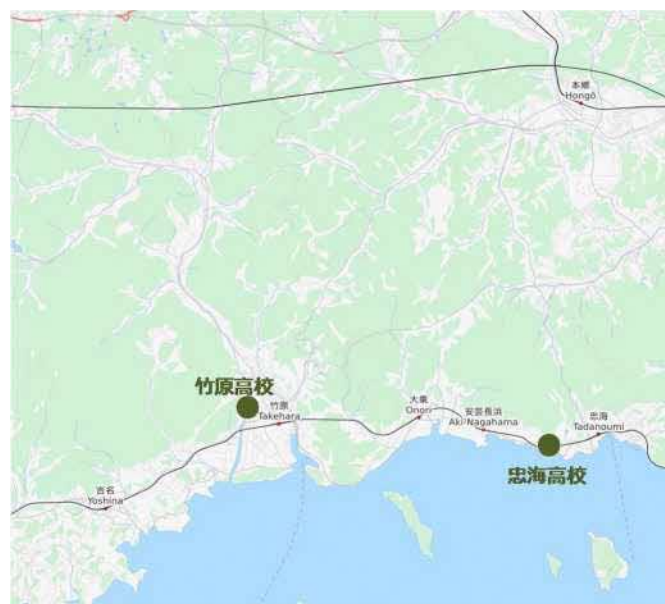 本郷
Hongō
竹原高校
竹原
Takehara
大乗
Ōnori
安芸長浜
Aki-Nagahama
忠海
Tadanoumi
忠海高校
吉名
Yoshina